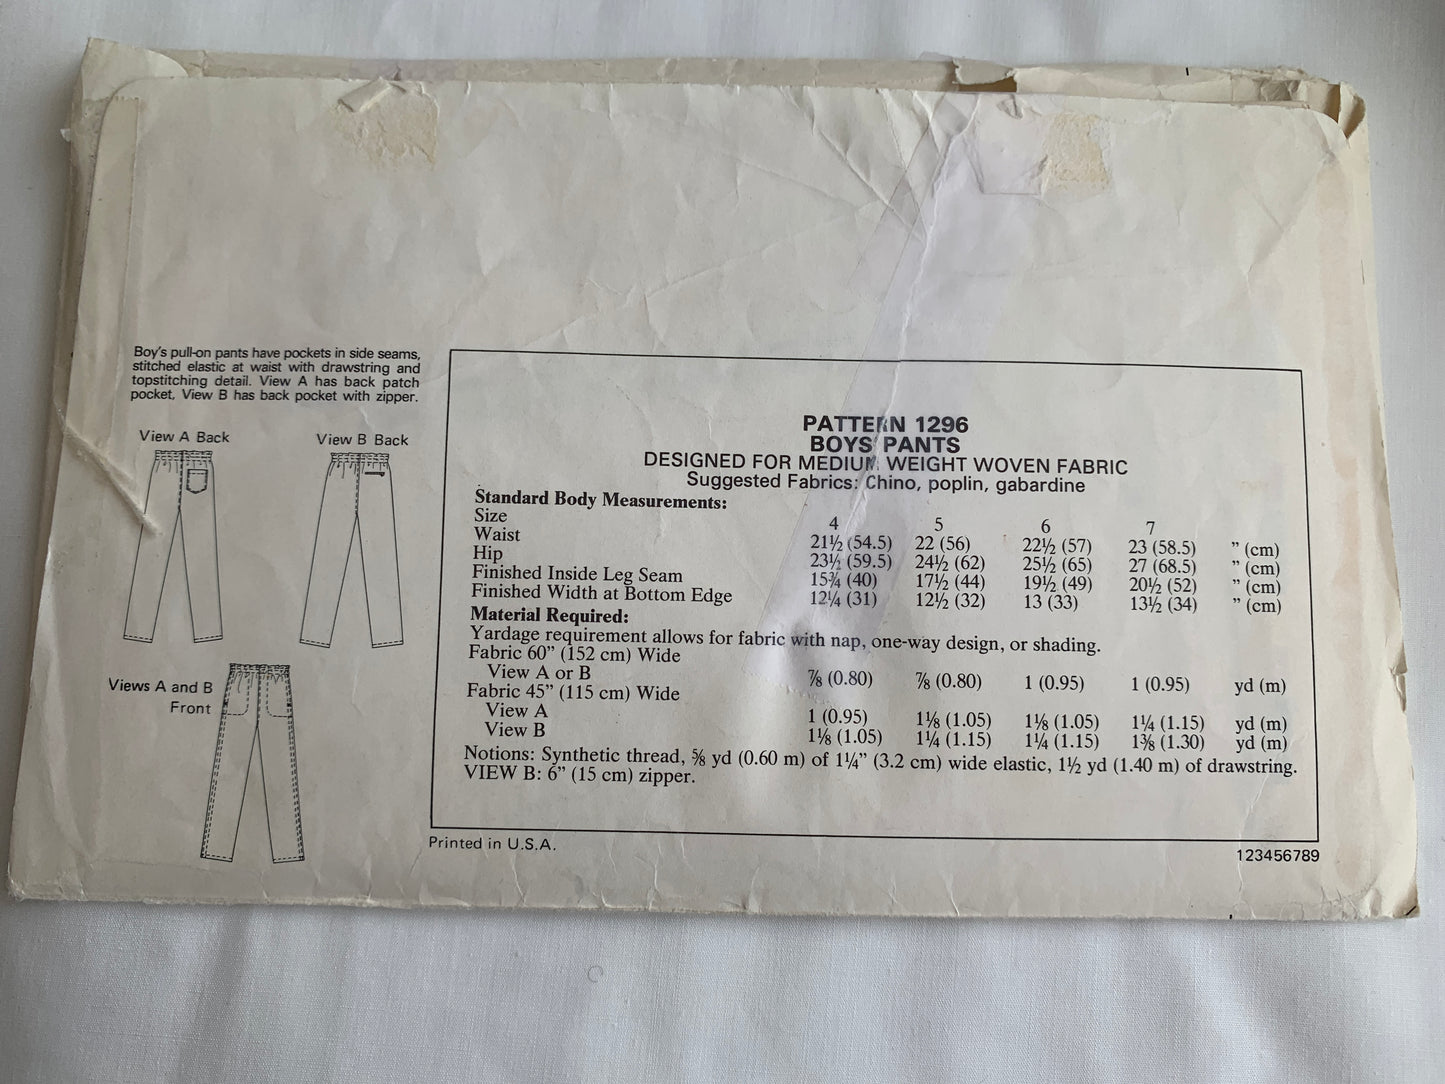 Boy's pull-on pants have pockets in side seams,
stitched elastic at waist with drawstring and
topstitching detail. View A has back patch
pocket, View B has back pocket with zipper.
View A Back
View B Back
Views A and B
Front
PATTERN 1296
BOYS' PANTS
DESIGNED FOR MEDIUM WEIGHT WOVEN FABRIC
Suggested Fabrics: Chino, poplin, gabardine
Standard Body Measurements:
Size 4 5 6 7
Waist 21½ (54.5) 22 (56) 22½ (57) 23 (58.5) ” (cm)
Hip 23½ (59.5) 24½ (62) 25½ (65) 27 (68.5) ” (cm)
Finished Inside Leg Seam 15¾ (40) 17½ (44) 19½ (49) 20½ (52) ” (cm)
Finished Width at Bottom Edge 12¼ (31) 12½ (32) 13 (33) 13½ (34) ” (cm)
Material Required:
Yardage requirement allows for fabric with nap, one-way design, or shading.
Fabric 60” (152 cm) Wide
View A or B ⅞ (0.80) ⅞ (0.80) 1 (0.95) 1 (0.95) yd (m)
Fabric 45” (115 cm) Wide
View A 1 (0.95) 1⅛ (1.05) 1⅛ (1.05) 1¼ (1.15) yd (m)
View B 1⅛ (1.05) 1¼ (1.15) 1¼ (1.15) 1⅜ (1.30) yd (m)
Notions: Synthetic thread, ⅝ yd (0.60 m) of 1¼” (3.2 cm) wide elastic, 1½ yd (1.40 m) of drawstring.
VIEW B: 6” (15 cm) zipper.
Printed in U.S.A.
123456789